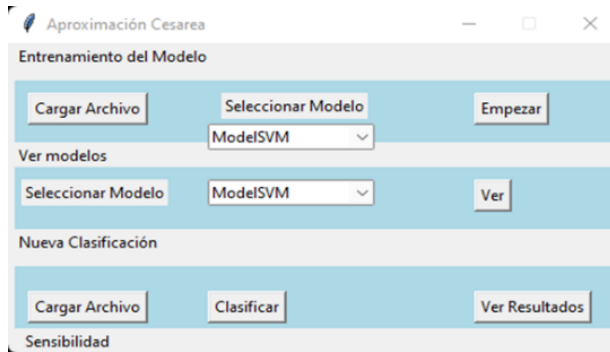 Aproximación Cesarea
Entrenamiento del Modelo
Cargar Archivo Seleccionar Modelo Empezar
ModelSVM
Ver modelos
Seleccionar Modelo ModelSVM Ver
Nueva Clasificación
Cargar Archivo Clasificar Ver Resultados
Sensibilidad